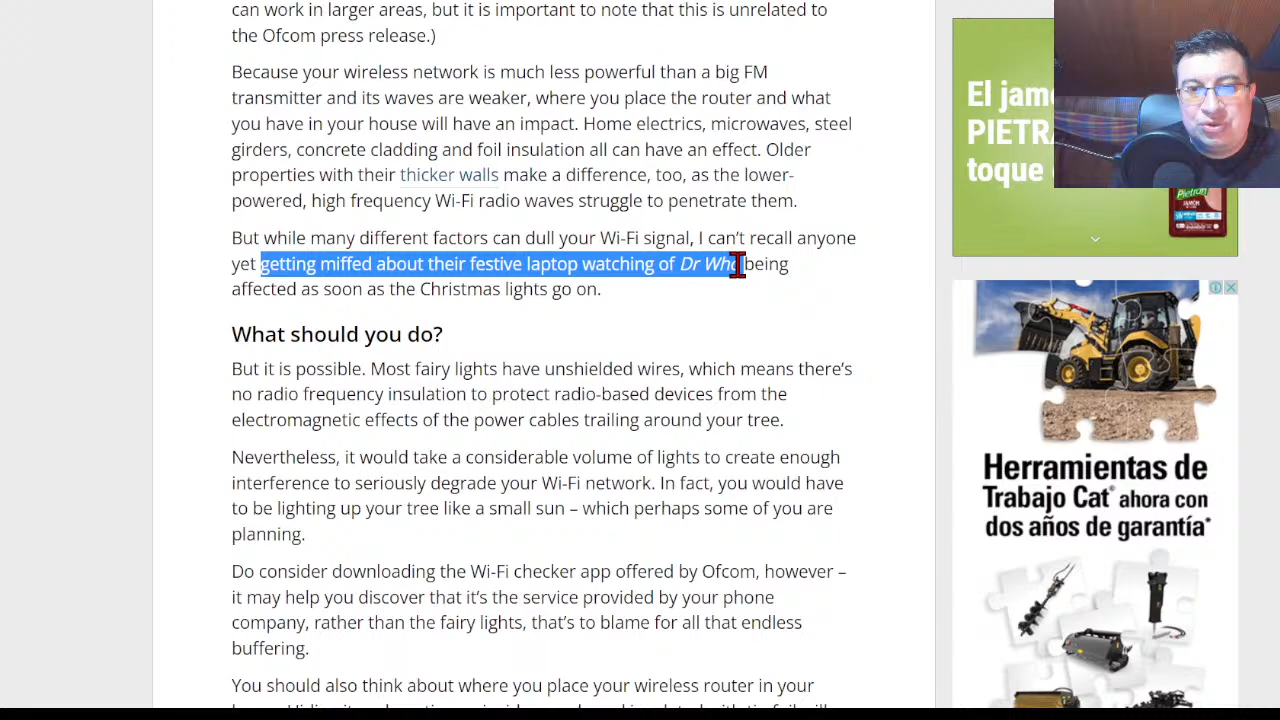 can work in larger areas, but it is important to note that this is unrelated to
the Ofcom press release.)
Because your wireless network is much less powerful than a big FM
transmitter and its waves are weaker, where you place the router and what
you have in your house will have an impact. Home electrics, microwaves, steel
girders, concrete cladding and foil insulation all can have an effect. Older
properties with their thicker walls make a difference, too, as the lower-
powered, high frequency Wi-Fi radio waves struggle to penetrate them.
But while many different factors can dull your Wi-Fi signal, I can’t recall anyone
yet getting miffed about their festive laptop watching of Dr Who being
affected as soon as the Christmas lights go on.
What should you do?
But it is possible. Most fairy lights have unshielded wires, which means there’s
no radio frequency insulation to protect radio-based devices from the
electromagnetic effects of the power cables trailing around your tree.
Nevertheless, it would take a considerable volume of lights to create enough
interference to seriously degrade your Wi-Fi network. In fact, you would have
to be lighting up your tree like a small sun – which perhaps some of you are
planning.
Do consider downloading the Wi-Fi checker app offered by Ofcom, however –
it may help you discover that it’s the service provided by your phone
company, rather than the fairy lights, that’s to blame for all that endless
buffering.
You should also think about where you place your wireless router in your
El jam
PIETR
toque
Herramientas de
Trabajo Cat® ahora con
dos años de garantía*